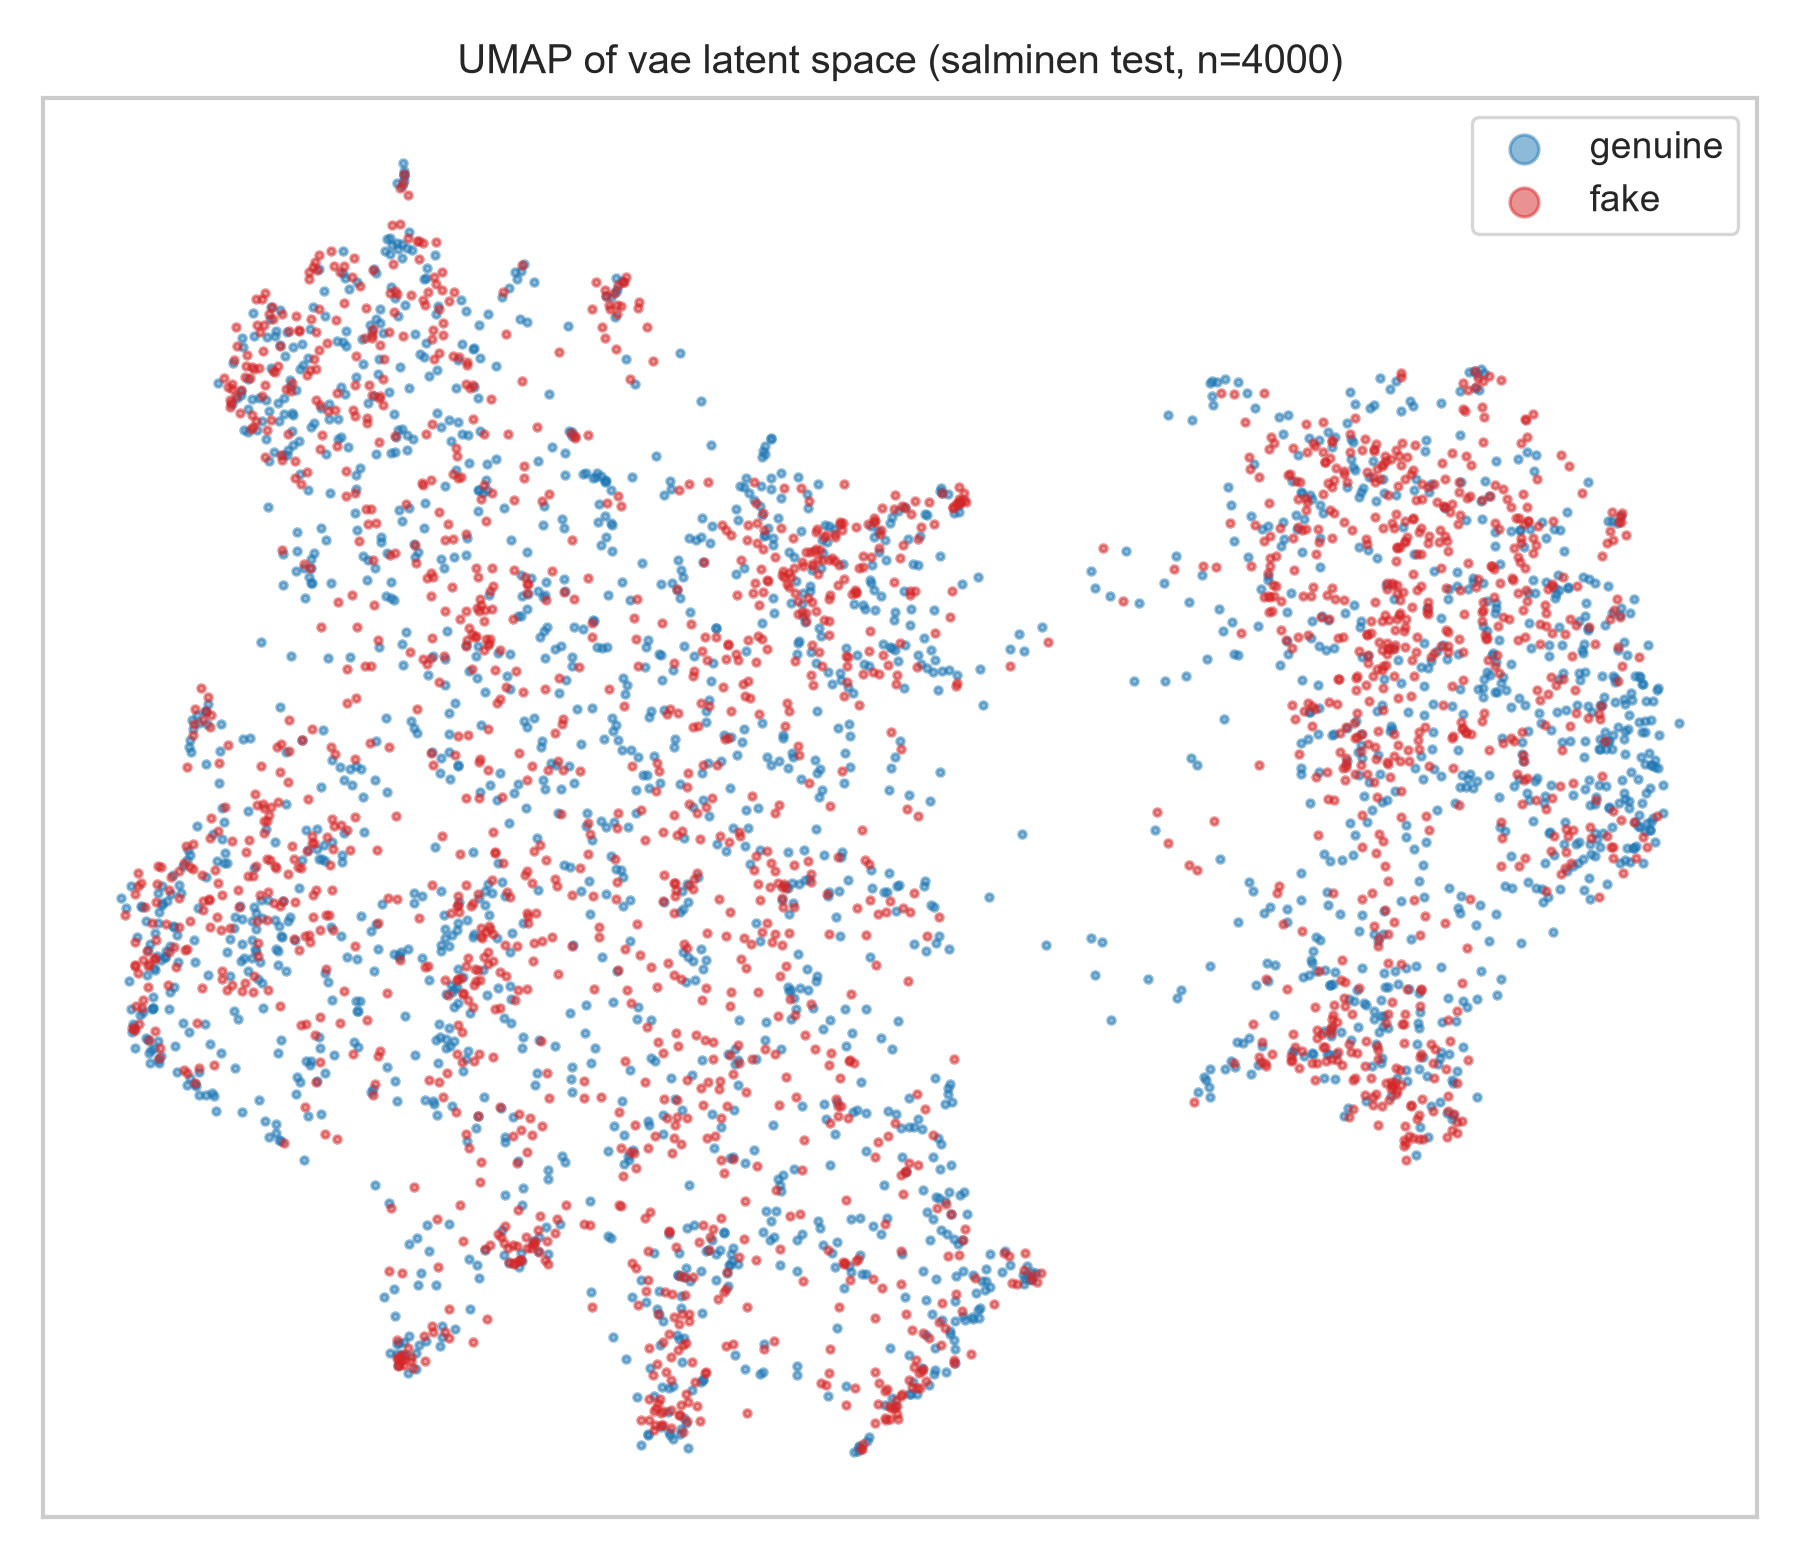 UMAP of vae latent space (salminen test, n=4000)
genuine
fake